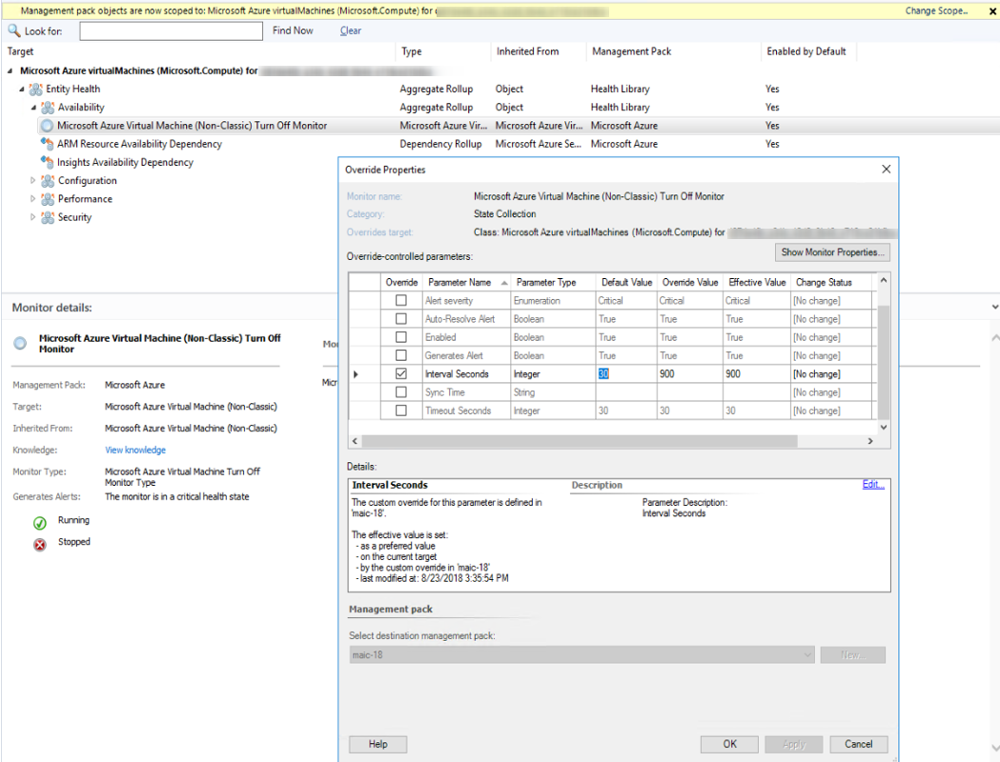 Management pack objects are now scoped to: Microsoft Azure virtualMachines (Microsoft.Compute) for
Change Scope...
Look for:
Find Now
Clear
Target
Type
Inherited From
Management Pack
Enabled by Default
Microsoft Azure virtualMachines (Microsoft.Compute) for
Entity Health Aggregate Rollup Object Health Library Yes
Availability Aggregate Rollup Object Health Library Yes
Microsoft Azure Virtual Machine (Non-Classic) Turn Off Monitor Microsoft Azure Vir... Microsoft Azure Vir... Microsoft Azure Yes
ARM Resource Availability Dependency Dependency Rollup Microsoft Azure Se... Microsoft Azure Yes
Insights Availability Dependency
Configuration
Performance
Security
Override Properties
Monitor name: Microsoft Azure Virtual Machine (Non-Classic) Turn Off Monitor
Category: State Collection
Overrides target: Class: Microsoft Azure virtualMachines (Microsoft.Compute) for
Override-controlled parameters:
Show Monitor Properties...
Override Parameter Name Parameter Type Default Value Override Value Effective Value Change Status
Alert severity Enumeration Critical Critical Critical [No change]
Auto-Resolve Alert Boolean True True True [No change]
Enabled Boolean True True True [No change]
Generates Alert Boolean True True True [No change]
Interval Seconds Integer 30 900 900 [No change]
Sync Time String [No change]
Timeout Seconds Integer 30 30 30 [No change]
Details:
Interval Seconds
Description
Edit...
The custom override for this parameter is defined in
'maic-18'.
The effective value is set:
- as a preferred value
- on the current target
- by the custom override in 'maic-18'
- last modified at: 8/23/2018 3:35:54 PM
Parameter Description:
Interval Seconds
Management pack
Select destination management pack:
maic-18
New...
Help
OK
Apply
Cancel
Monitor details:
Microsoft Azure Virtual Machine (Non-Classic) Turn Off
Monitor
Management Pack: Microsoft Azure
Target: Microsoft Azure Virtual Machine (Non-Classic)
Inherited From: Microsoft Azure Virtual Machine (Non-Classic)
Knowledge: View knowledge
Monitor Type: Microsoft Azure Virtual Machine Turn Off
Monitor Type
Generates Alerts: The monitor is in a critical health state
Running
Stopped